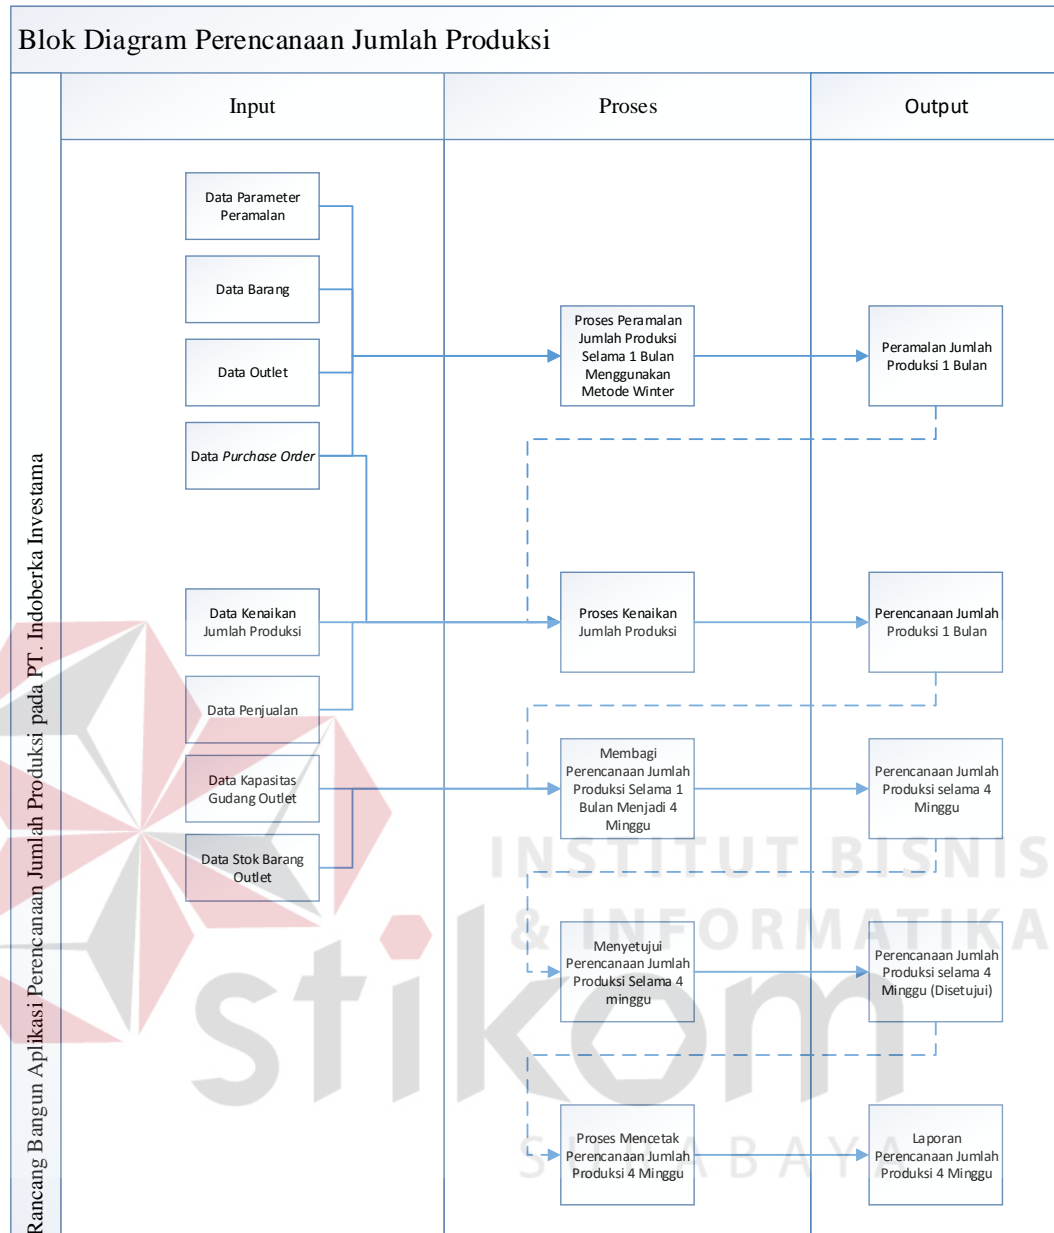 Blok Diagram Perencanaan Jumlah Produksi
Rancang Bangun Aplikasi Perencanaan Jumlah Produksi pada PT. Indoberka Investama
Input
Proses
Output
Data Parameter
Peramalan
Data Barang
Data Outlet
Data Purchase Order
Data Kenaikan
Jumlah Produksi
Data Penjualan
Data Kapasitas
Gudang Outlet
Data Stok Barang
Outlet
Proses Peramalan
Jumlah Produksi
Selama 1 Bulan
Menggunakan
Metode Winter
Proses Kenaikan
Jumlah Produksi
Membagi
Perencanaan Jumlah
Produksi Selama 1
Bulan Menjadi 4
Minggu
Menyetujui
Perencanaan Jumlah
Produksi Selama 4
minggu
Proses Mencetak
Perencanaan Jumlah
Produksi 4 Minggu
Peramalan Jumlah
Produksi 1 Bulan
Perencanaan Jumlah
Produksi 1 Bulan
Perencanaan Jumlah
Produksi selama 4
Minggu
Perencanaan Jumlah
Produksi selama 4
Minggu (Disetujui)
Laporan
Perencanaan Jumlah
Produksi 4 Minggu
INSTITUT BISNIS
& INFORMATIKA
stikom
SURABAYA